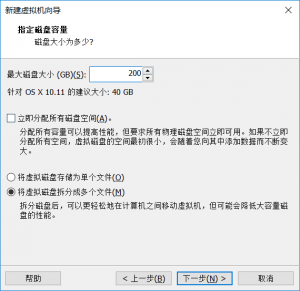 新建虚拟机向导
指定磁盘容量
磁盘大小为多少?
最大磁盘大小 (GB)(S): 200
针对 OS X 10.11 的建议大小: 40 GB
立即分配所有磁盘空间(A)。
分配所有容量可以提高性能，但要求所有物理磁盘空间立即可用。如果不立即
分配所有空间，虚拟磁盘的空间最初很小，会随着您向其中添加数据而不断变
大。
将虚拟磁盘存储为单个文件(O)
将虚拟磁盘拆分成多个文件(M)
拆分磁盘后，可以更轻松地在计算机之间移动虚拟机，但可能会降低大容量磁
盘的性能。
帮助 < 上一步(B) 下一步(N) > 取消